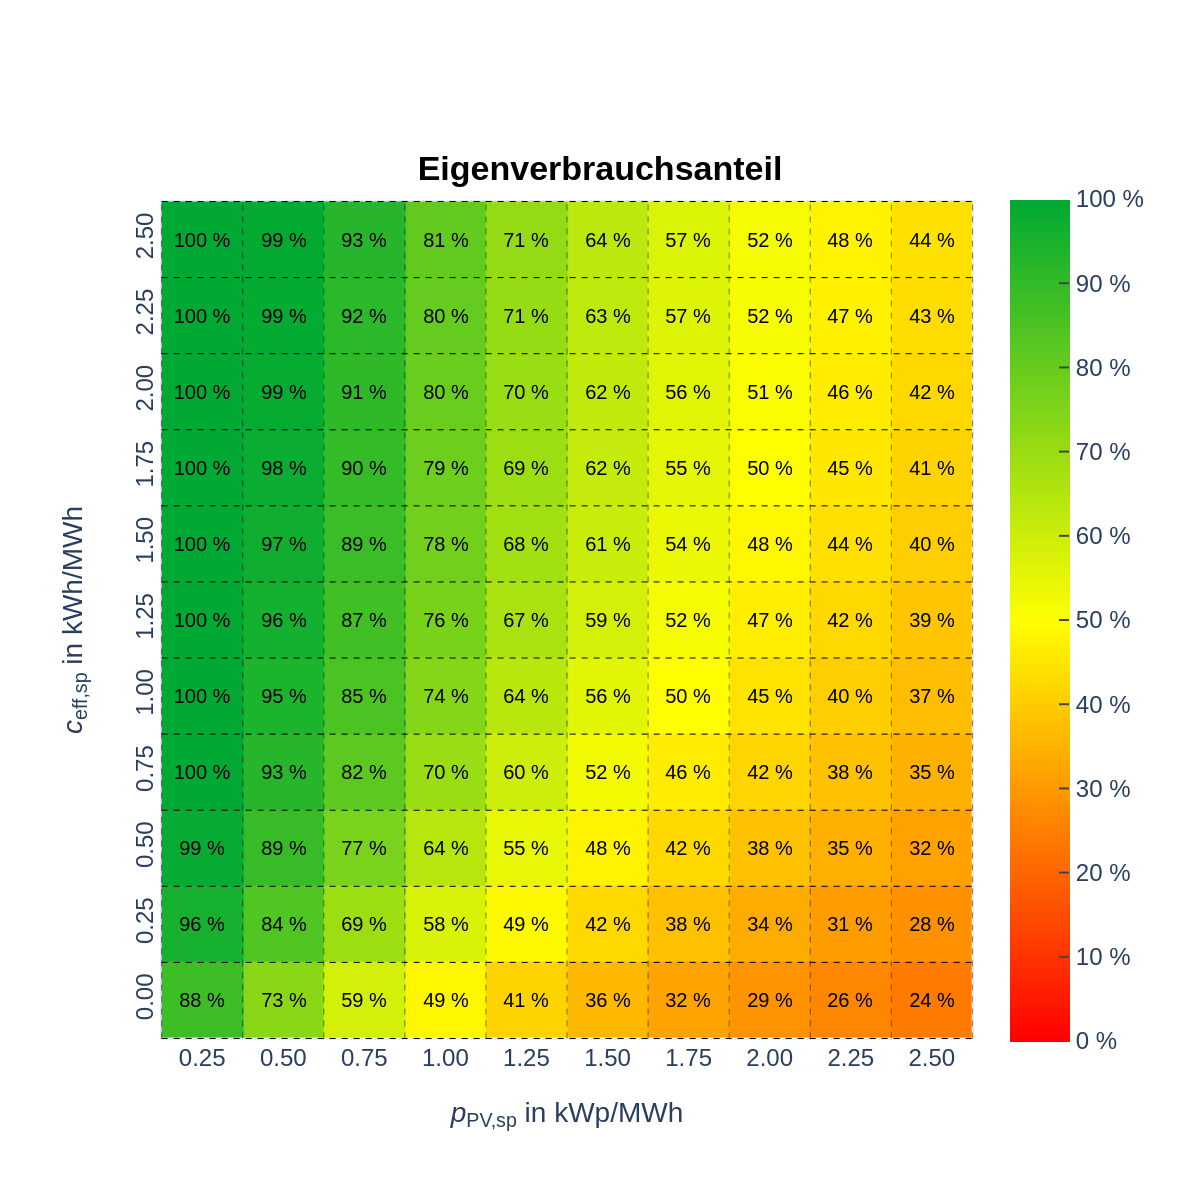 Eigenverbrauchsanteil
2.50 100 % 99 % 93 % 81 % 71 % 64 % 57 % 52 % 48 % 44 %
2.25 100 % 99 % 92 % 80 % 71 % 63 % 57 % 52 % 47 % 43 %
2.00 100 % 99 % 91 % 80 % 70 % 62 % 56 % 51 % 46 % 42 %
1.75 100 % 98 % 90 % 79 % 69 % 62 % 55 % 50 % 45 % 41 %
1.50 100 % 97 % 89 % 78 % 68 % 61 % 54 % 48 % 44 % 40 %
1.25 100 % 96 % 87 % 76 % 67 % 59 % 52 % 47 % 42 % 39 %
1.00 100 % 95 % 85 % 74 % 64 % 56 % 50 % 45 % 40 % 37 %
0.75 100 % 93 % 82 % 70 % 60 % 52 % 46 % 42 % 38 % 35 %
0.50 99 % 89 % 77 % 64 % 55 % 48 % 42 % 38 % 35 % 32 %
0.25 96 % 84 % 69 % 58 % 49 % 42 % 38 % 34 % 31 % 28 %
0.00 88 % 73 % 59 % 49 % 41 % 36 % 32 % 29 % 26 % 24 %
0.25 0.50 0.75 1.00 1.25 1.50 1.75 2.00 2.25 2.50
pPV,sp in kWp/MWh
ceff,sp in kWh/MWh
100 %
90 %
80 %
70 %
60 %
50 %
40 %
30 %
20 %
10 %
0 %